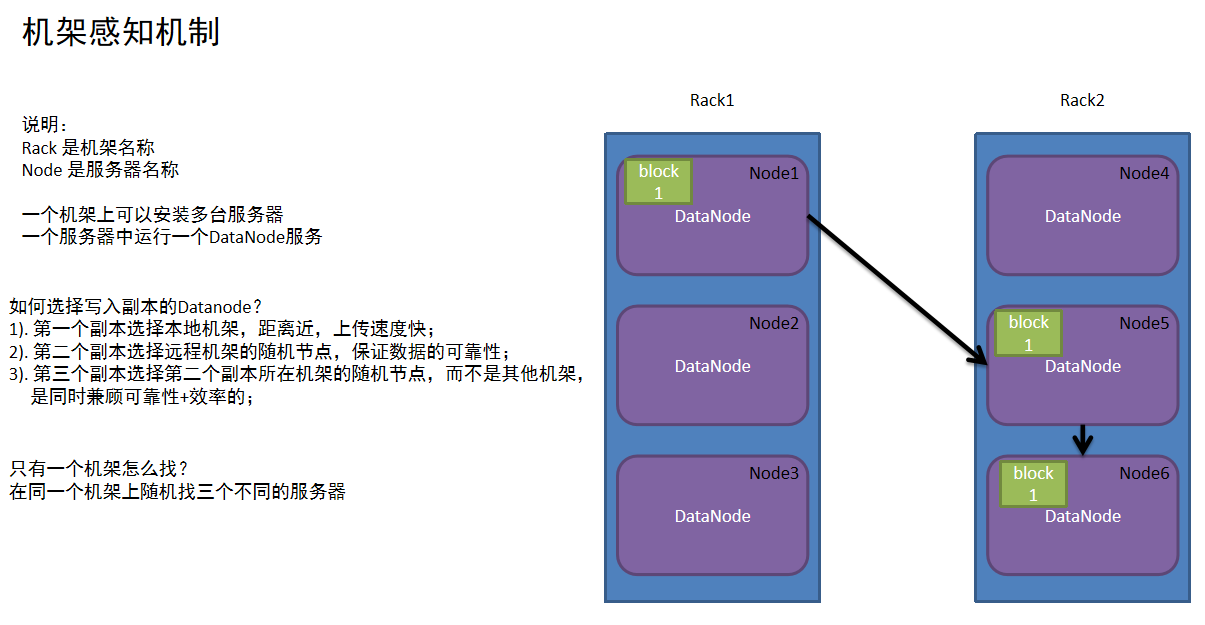 机架感知机制
说明：
Rack 是机架名称
Node 是服务器名称
一个机架上可以安装多台服务器
一个服务器中运行一个DataNode服务
如何选择写入副本的Datanode？
1). 第一个副本选择本地机架，距离近，上传速度快；
2). 第二个副本选择远程机架的随机节点，保证数据的可靠性；
3). 第三个副本选择第二个副本所在机架的随机节点，而不是其他机架，
是同时兼顾可靠性+效率的；
只有一个机架怎么找？
在同一个机架上随机找三个不同的服务器
Rack1
block
1
Node1
DataNode
Node2
DataNode
Node3
DataNode
Rack2
Node4
DataNode
block
1
Node5
DataNode
block
1
Node6
DataNode